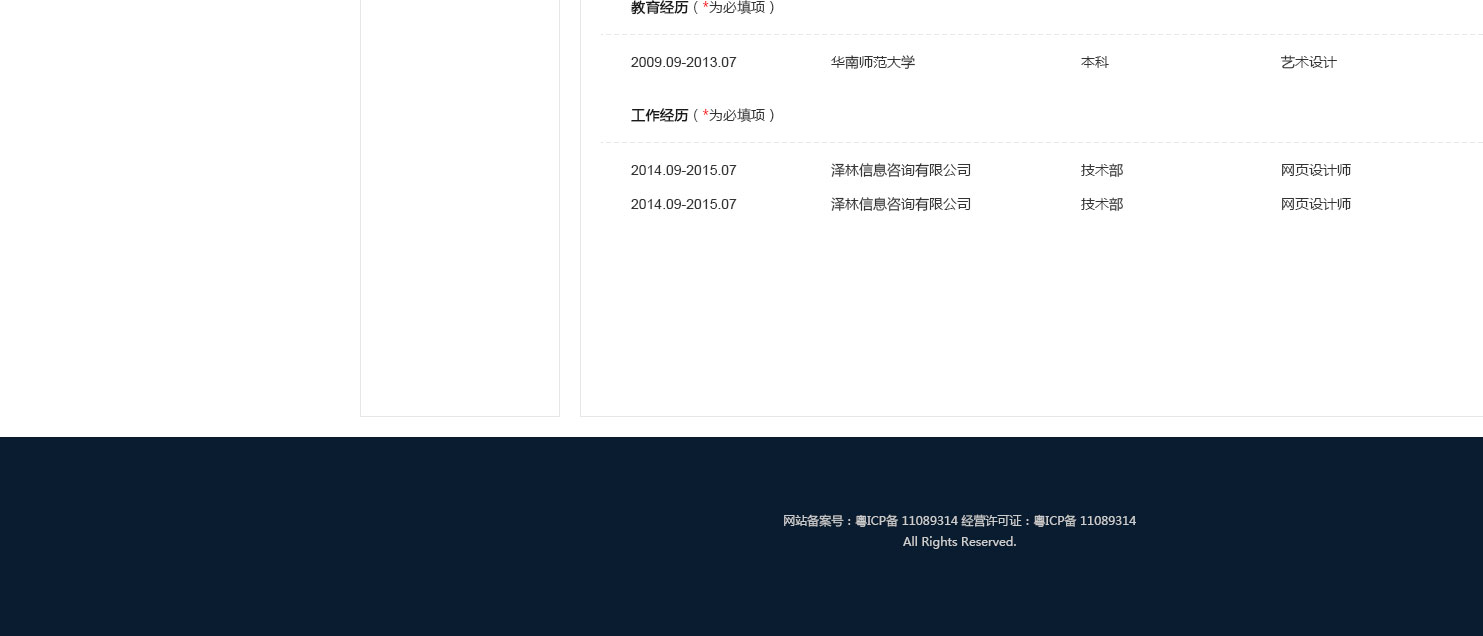 教育经历（*为必填项）
2009.09-2013.07 华南师范大学 本科 艺术设计
工作经历（*为必填项）
2014.09-2015.07 泽林信息咨询有限公司 技术部 网页设计师
2014.09-2015.07 泽林信息咨询有限公司 技术部 网页设计师
网站备案号：粤ICP备 11089314 经营许可证：粤ICP备 11089314
All Rights Reserved.